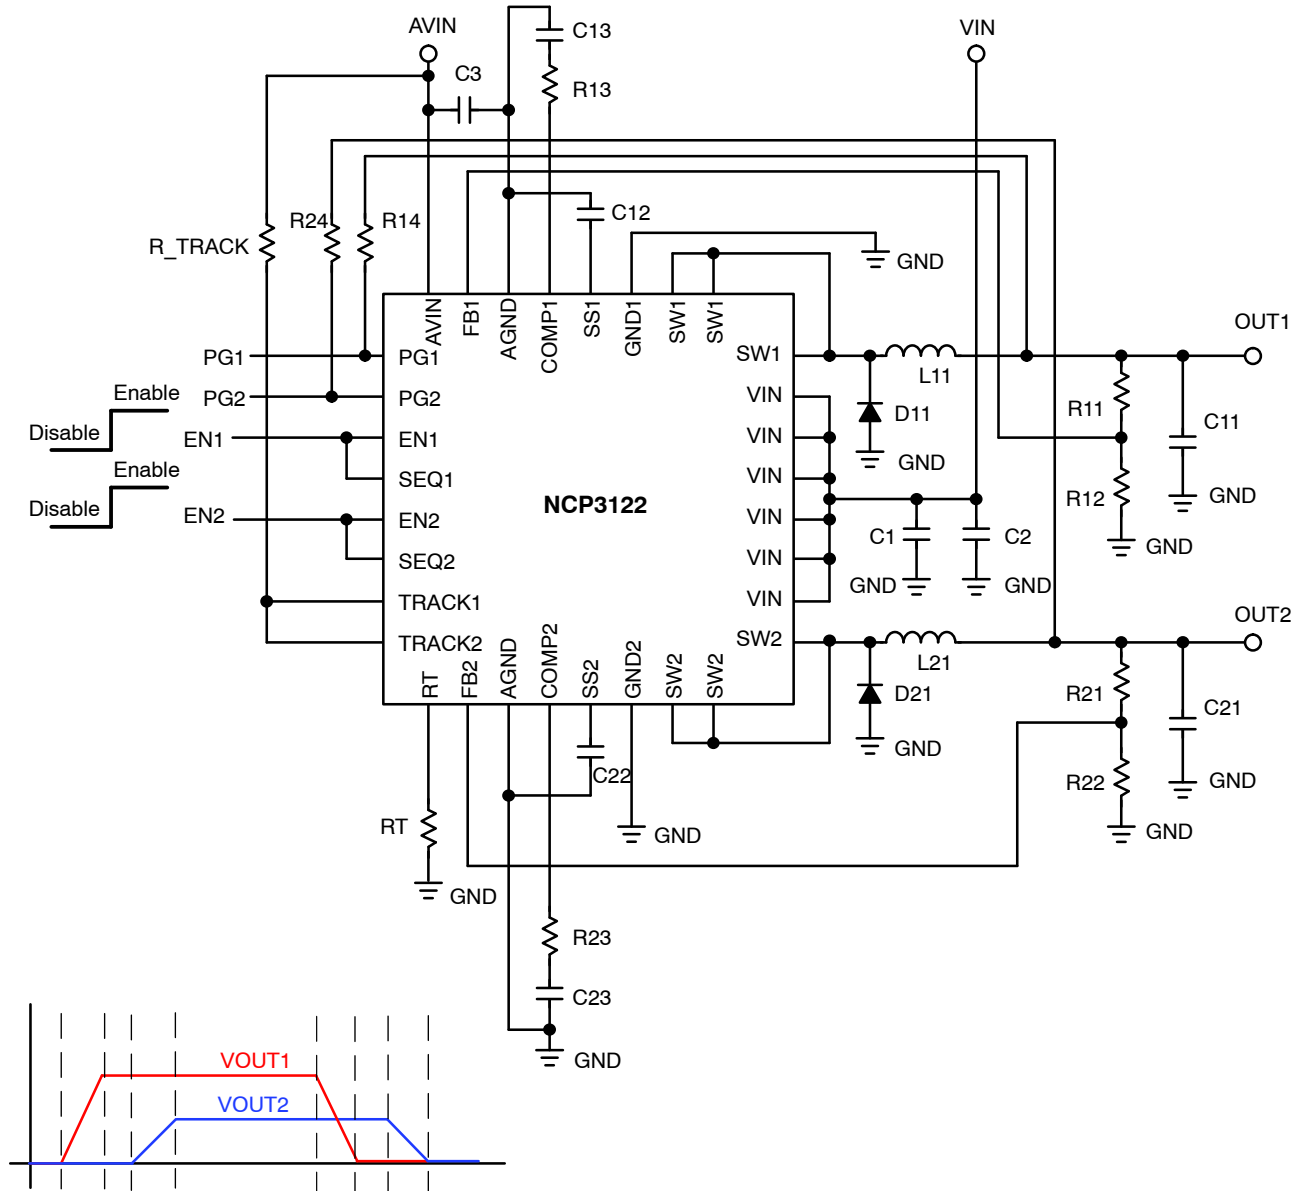 AVIN
VIN
C13
C3
R13
C12
R24
R14
R_TRACK
GND
AVIN
FB1
AGND
COMP1
SS1
GND1
SW1
SW1
OUT1
PG1
PG1
SW1
L11
Enable
PG2
PG2
VIN
D11
R11
C11
Disable
EN1
EN1
VIN
GND
Enable
SEQ1
VIN
R12
GND
Disable
EN2
EN2
NCP3122
VIN
C1
C2
SEQ2
VIN
GND
GND
GND
TRACK1
VIN
TRACK2
SW2
OUT2
L21
RT
FB2
AGND
COMP2
SS2
GND2
SW2
SW2
D21
R21
C21
GND
C22
R22
GND
RT
GND
GND
GND
R23
C23
GND
VOUT1
VOUT2